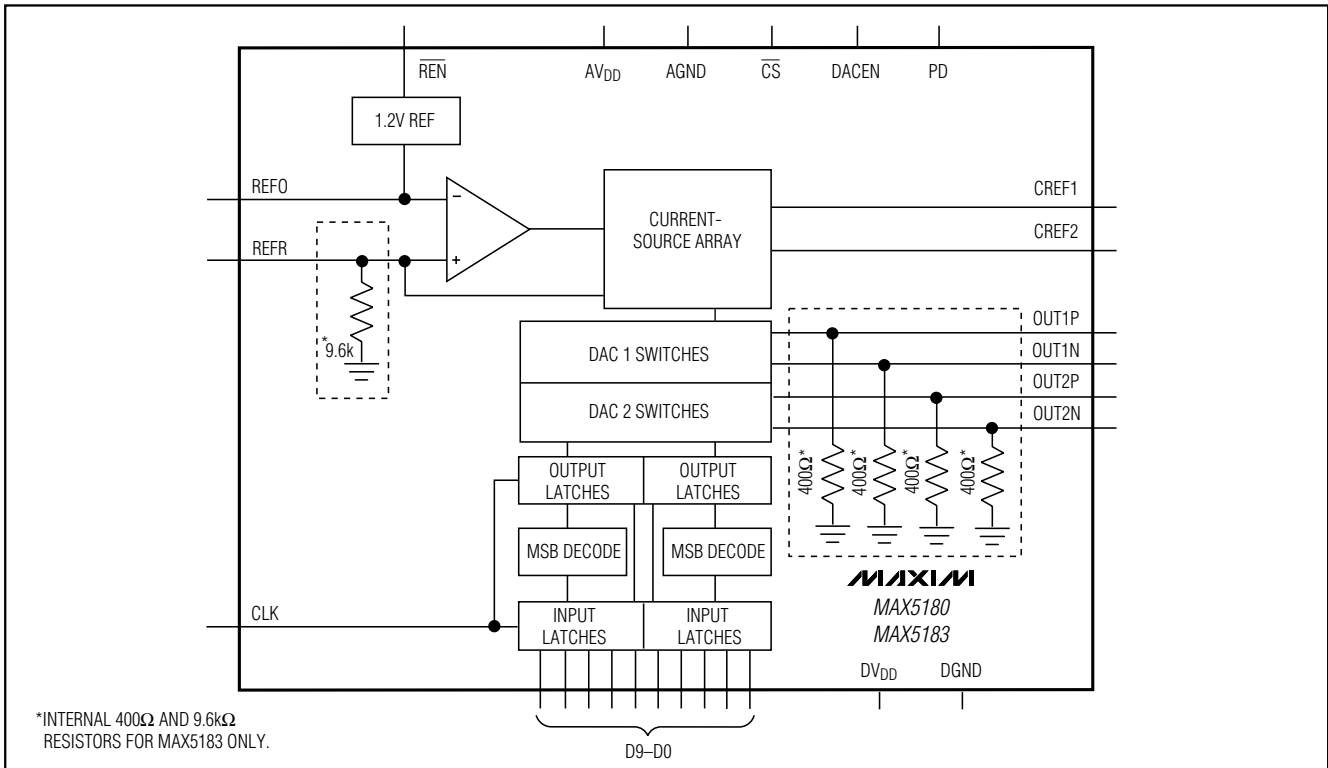 R̅E̅N̅
AVDD
AGND
C̅S̅
DACEN
PD
1.2V REF
REFO
REFR
−
+
*9.6k
CURRENT-
SOURCE ARRAY
CREF1
CREF2
DAC 1 SWITCHES
DAC 2 SWITCHES
OUT1P
OUT1N
OUT2P
OUT2N
400Ω*
400Ω*
400Ω*
400Ω*
OUTPUT
LATCHES
OUTPUT
LATCHES
MSB DECODE
MSB DECODE
CLK
INPUT
LATCHES
INPUT
LATCHES
MAXIM
MAX5180
MAX5183
DVDD
DGND
*INTERNAL 400Ω AND 9.6kΩ
RESISTORS FOR MAX5183 ONLY.
D9–D0